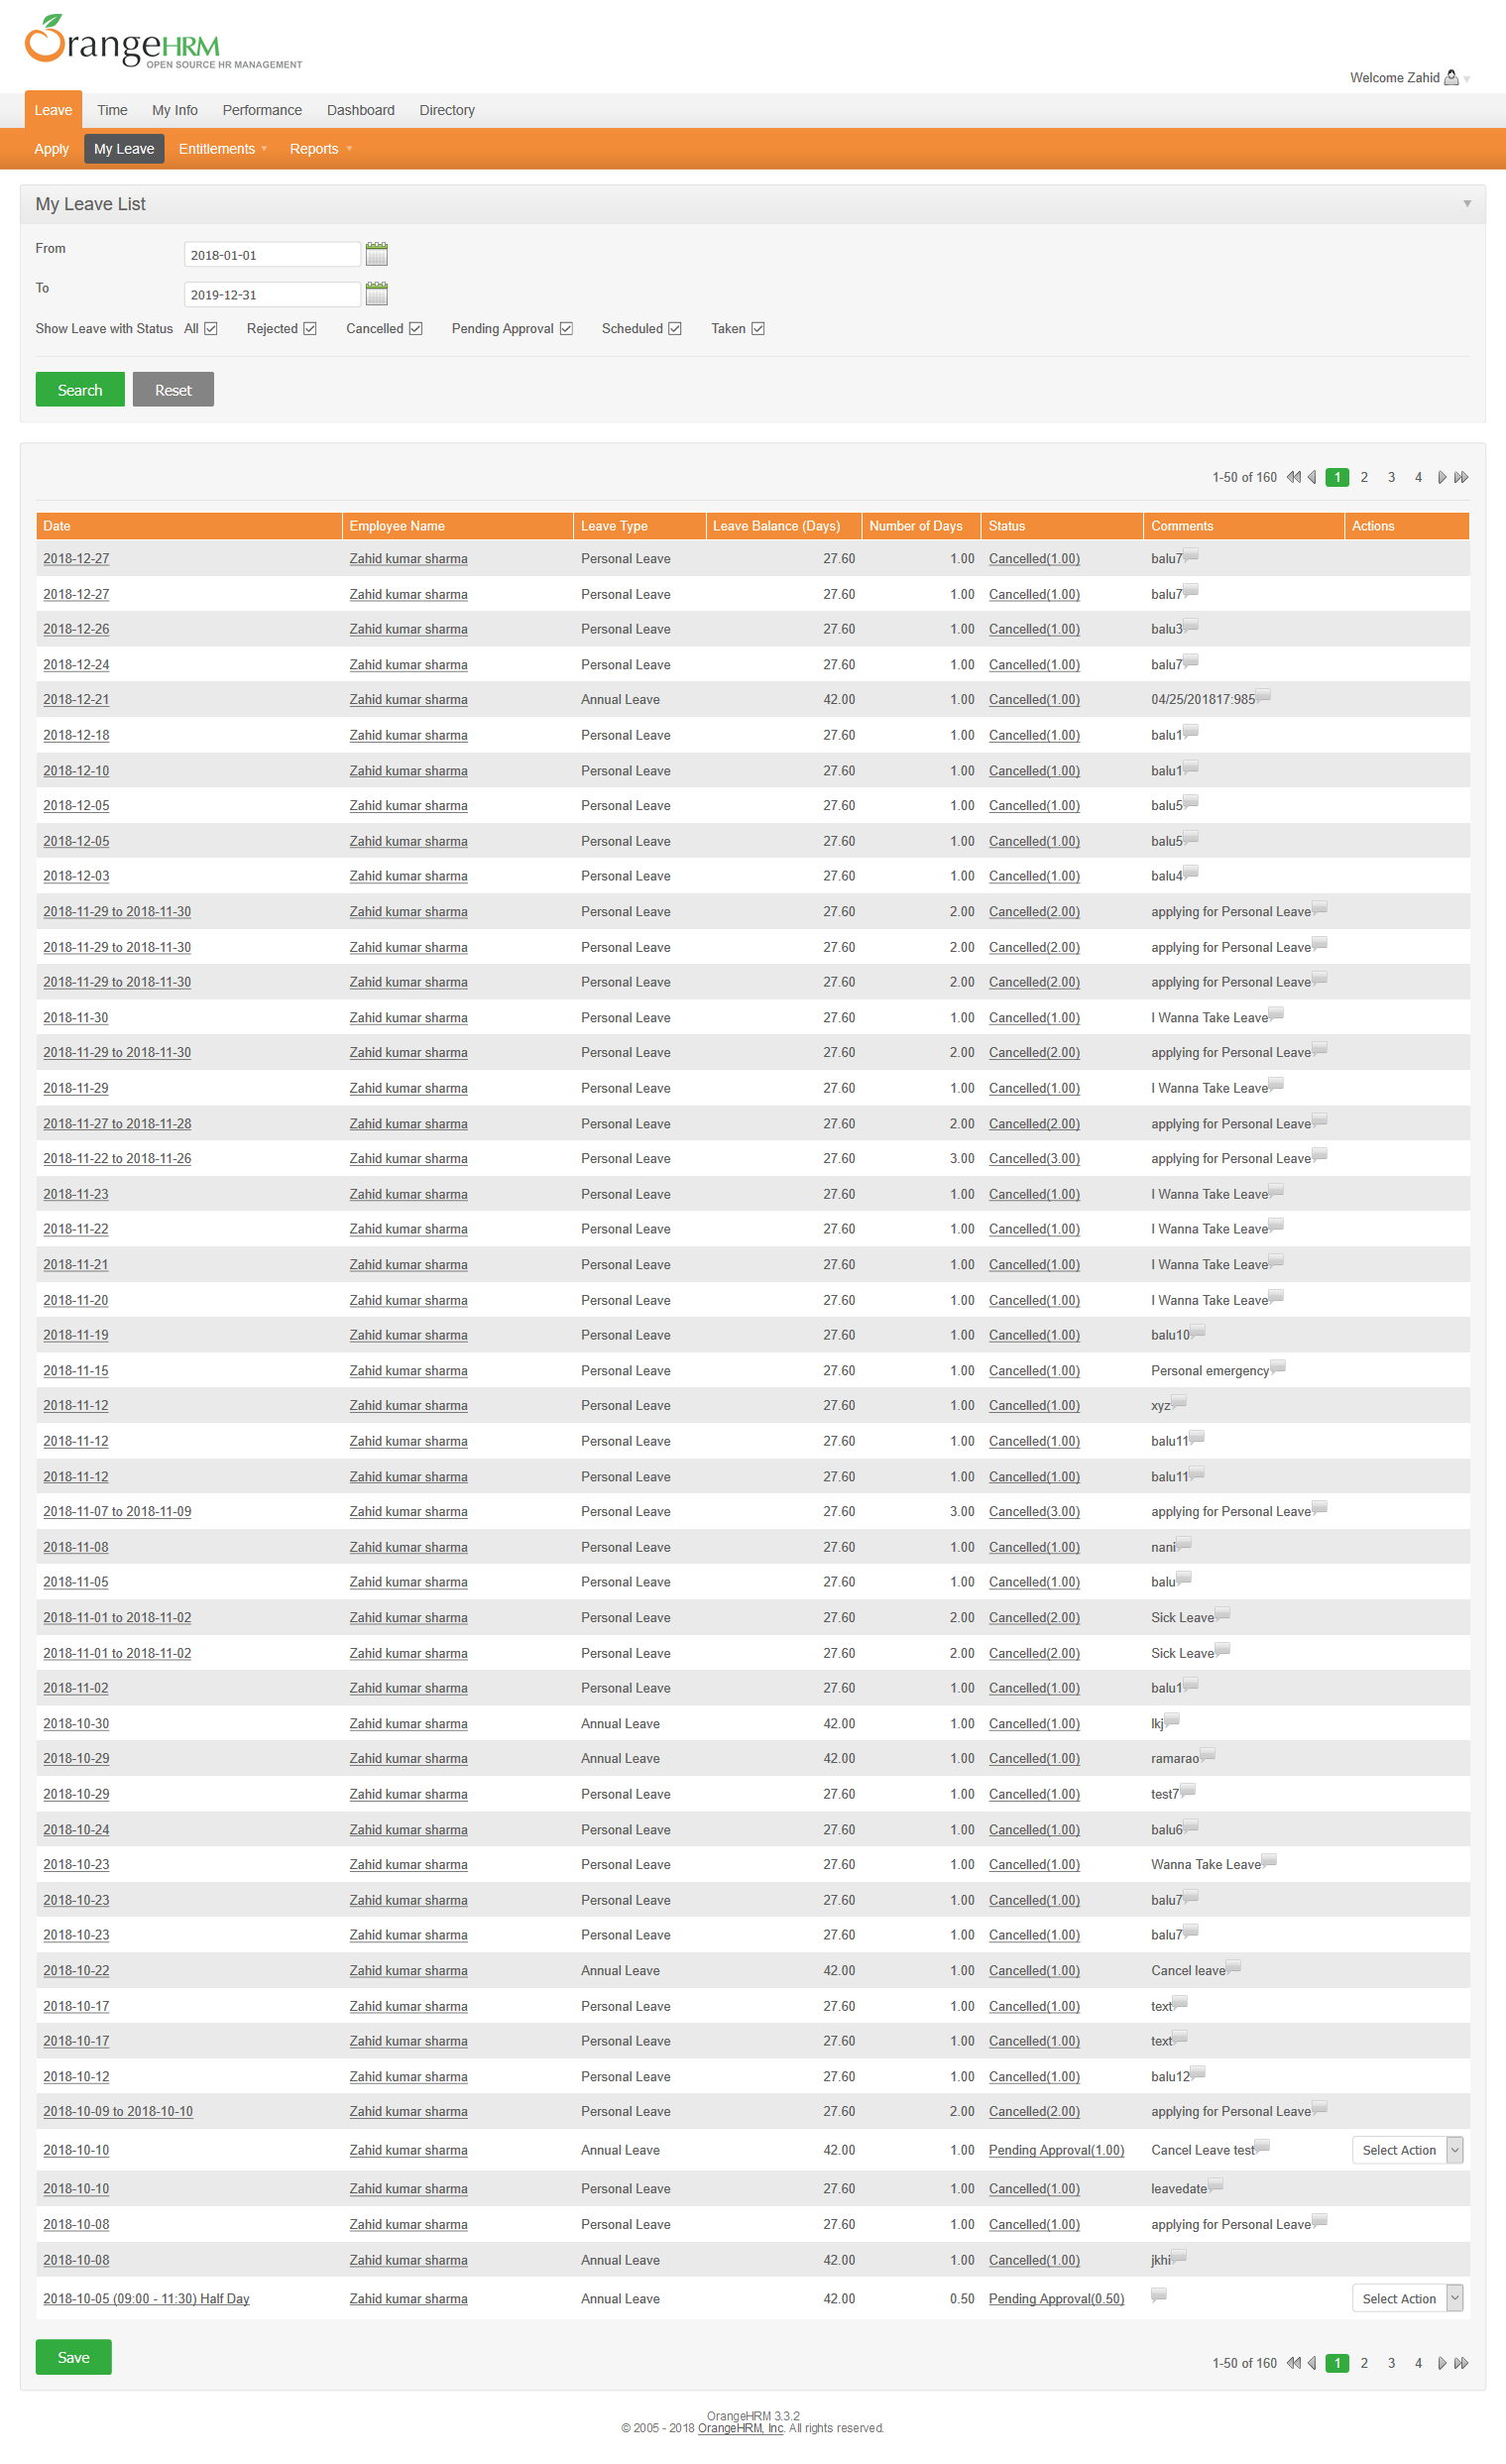 OrangeHRM
OPEN SOURCE HR MANAGEMENT
Welcome Zahid
Leave Time My Info Performance Dashboard Directory
Apply My Leave Entitlements Reports
My Leave List
From 2018-01-01
To 2019-12-31
Show Leave with Status All Rejected Cancelled Pending Approval Scheduled Taken
Search Reset
1-50 of 160 1 2 3 4
Date Employee Name Leave Type Leave Balance (Days) Number of Days Status Comments Actions
2018-12-27 Zahid kumar sharma Personal Leave 27.60 1.00 Cancelled(1.00) balu7
2018-12-27 Zahid kumar sharma Personal Leave 27.60 1.00 Cancelled(1.00) balu7
2018-12-26 Zahid kumar sharma Personal Leave 27.60 1.00 Cancelled(1.00) balu3
2018-12-24 Zahid kumar sharma Personal Leave 27.60 1.00 Cancelled(1.00) balu7
2018-12-21 Zahid kumar sharma Annual Leave 42.00 1.00 Cancelled(1.00) 04/25/201817:985
2018-12-18 Zahid kumar sharma Personal Leave 27.60 1.00 Cancelled(1.00) balu1
2018-12-10 Zahid kumar sharma Personal Leave 27.60 1.00 Cancelled(1.00) balu1
2018-12-05 Zahid kumar sharma Personal Leave 27.60 1.00 Cancelled(1.00) balu5
2018-12-05 Zahid kumar sharma Personal Leave 27.60 1.00 Cancelled(1.00) balu5
2018-12-03 Zahid kumar sharma Personal Leave 27.60 1.00 Cancelled(1.00) balu4
2018-11-29 to 2018-11-30 Zahid kumar sharma Personal Leave 27.60 2.00 Cancelled(2.00) applying for Personal Leave
2018-11-29 to 2018-11-30 Zahid kumar sharma Personal Leave 27.60 2.00 Cancelled(2.00) applying for Personal Leave
2018-11-29 to 2018-11-30 Zahid kumar sharma Personal Leave 27.60 2.00 Cancelled(2.00) applying for Personal Leave
2018-11-30 Zahid kumar sharma Personal Leave 27.60 1.00 Cancelled(1.00) I Wanna Take Leave
2018-11-29 to 2018-11-30 Zahid kumar sharma Personal Leave 27.60 2.00 Cancelled(2.00) applying for Personal Leave
2018-11-29 Zahid kumar sharma Personal Leave 27.60 1.00 Cancelled(1.00) I Wanna Take Leave
2018-11-27 to 2018-11-28 Zahid kumar sharma Personal Leave 27.60 2.00 Cancelled(2.00) applying for Personal Leave
2018-11-22 to 2018-11-26 Zahid kumar sharma Personal Leave 27.60 3.00 Cancelled(3.00) applying for Personal Leave
2018-11-23 Zahid kumar sharma Personal Leave 27.60 1.00 Cancelled(1.00) I Wanna Take Leave
2018-11-22 Zahid kumar sharma Personal Leave 27.60 1.00 Cancelled(1.00) I Wanna Take Leave
2018-11-21 Zahid kumar sharma Personal Leave 27.60 1.00 Cancelled(1.00) I Wanna Take Leave
2018-11-20 Zahid kumar sharma Personal Leave 27.60 1.00 Cancelled(1.00) I Wanna Take Leave
2018-11-19 Zahid kumar sharma Personal Leave 27.60 1.00 Cancelled(1.00) balu10
2018-11-15 Zahid kumar sharma Personal Leave 27.60 1.00 Cancelled(1.00) Personal emergency
2018-11-12 Zahid kumar sharma Personal Leave 27.60 1.00 Cancelled(1.00) xyz
2018-11-12 Zahid kumar sharma Personal Leave 27.60 1.00 Cancelled(1.00) balu11
2018-11-12 Zahid kumar sharma Personal Leave 27.60 1.00 Cancelled(1.00) balu11
2018-11-07 to 2018-11-09 Zahid kumar sharma Personal Leave 27.60 3.00 Cancelled(3.00) applying for Personal Leave
2018-11-08 Zahid kumar sharma Personal Leave 27.60 1.00 Cancelled(1.00) nani
2018-11-05 Zahid kumar sharma Personal Leave 27.60 1.00 Cancelled(1.00) balu
2018-11-01 to 2018-11-02 Zahid kumar sharma Personal Leave 27.60 2.00 Cancelled(2.00) Sick Leave
2018-11-01 to 2018-11-02 Zahid kumar sharma Personal Leave 27.60 2.00 Cancelled(2.00) Sick Leave
2018-11-02 Zahid kumar sharma Personal Leave 27.60 1.00 Cancelled(1.00) balu1
2018-10-30 Zahid kumar sharma Annual Leave 42.00 1.00 Cancelled(1.00) lkj
2018-10-29 Zahid kumar sharma Annual Leave 42.00 1.00 Cancelled(1.00) ramarao
2018-10-29 Zahid kumar sharma Personal Leave 27.60 1.00 Cancelled(1.00) test7
2018-10-24 Zahid kumar sharma Personal Leave 27.60 1.00 Cancelled(1.00) balu6
2018-10-23 Zahid kumar sharma Personal Leave 27.60 1.00 Cancelled(1.00) Wanna Take Leave
2018-10-23 Zahid kumar sharma Personal Leave 27.60 1.00 Cancelled(1.00) balu7
2018-10-23 Zahid kumar sharma Personal Leave 27.60 1.00 Cancelled(1.00) balu7
2018-10-22 Zahid kumar sharma Annual Leave 42.00 1.00 Cancelled(1.00) Cancel leave
2018-10-17 Zahid kumar sharma Personal Leave 27.60 1.00 Cancelled(1.00) text
2018-10-17 Zahid kumar sharma Personal Leave 27.60 1.00 Cancelled(1.00) text
2018-10-12 Zahid kumar sharma Personal Leave 27.60 1.00 Cancelled(1.00) balu12
2018-10-09 to 2018-10-10 Zahid kumar sharma Personal Leave 27.60 2.00 Cancelled(2.00) applying for Personal Leave
2018-10-10 Zahid kumar sharma Annual Leave 42.00 1.00 Pending Approval(1.00) Cancel Leave test Select Action
2018-10-10 Zahid kumar sharma Personal Leave 27.60 1.00 Cancelled(1.00) leavedate
2018-10-08 Zahid kumar sharma Personal Leave 27.60 1.00 Cancelled(1.00) applying for Personal Leave
2018-10-08 Zahid kumar sharma Annual Leave 42.00 1.00 Cancelled(1.00) jkhi
2018-10-05 (09:00 - 11:30) Half Day Zahid kumar sharma Annual Leave 42.00 0.50 Pending Approval(0.50) Select Action
Save
1-50 of 160 1 2 3 4
OrangeHRM 3.3.2
© 2005 - 2018 OrangeHRM, Inc. All rights reserved.